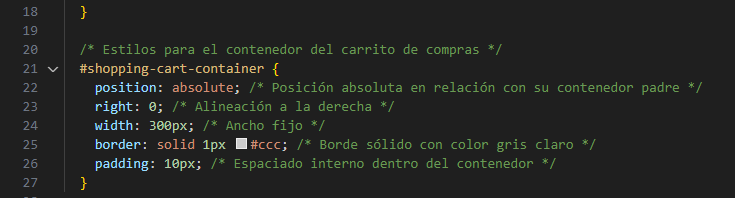 18 }
19
20 /* Estilos para el contenedor del carrito de compras */
21 #shopping-cart-container {
22 position: absolute; /* Posición absoluta en relación con su contenedor padre */
23 right: 0; /* Alineación a la derecha */
24 width: 300px; /* Ancho fijo */
25 border: solid 1px #ccc; /* Borde sólido con color gris claro */
26 padding: 10px; /* Espaciado interno dentro del contenedor */
27 }